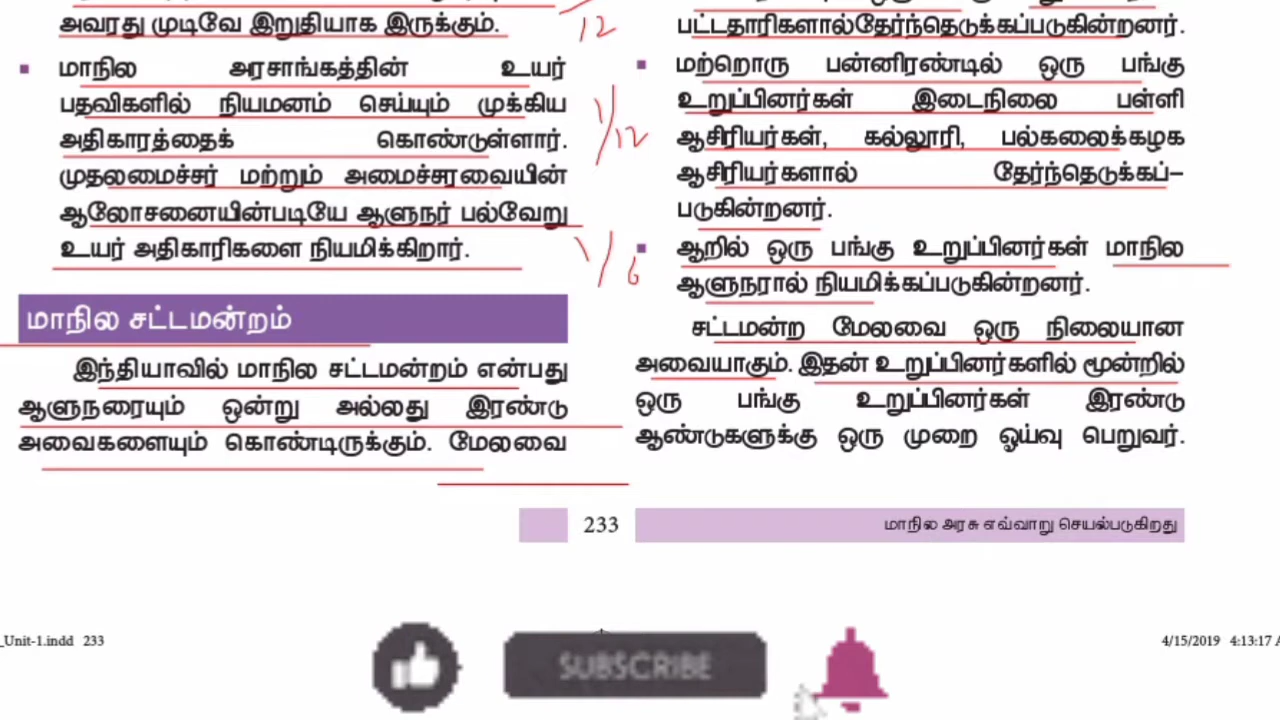 அவரது முடிவே இறுதியாக இருக்கும்.
மாநில அரசாங்கத்தின் உயர்
பதவிகளில் நியமனம் செய்யும் முக்கிய
அதிகாரத்தைக் கொண்டுள்ளார்.
முதலமைச்சர் மற்றும் அமைச்சரவையின்
ஆலோசனையின்படியே ஆளுநர் பல்வேறு
உயர் அதிகாரிகளை நியமிக்கிறார்.
மாநில சட்டமன்றம்
இந்தியாவில் மாநில சட்டமன்றம் என்பது
ஆளுநரையும் ஒன்று அல்லது இரண்டு
அவைகளையும் கொண்டிருக்கும். மேலவை
1/12
1/12
1/6
பட்டதாரிகளால்தேர்ந்தெடுக்கப்படுகின்றனர்.
மற்றொரு பன்னிரண்டில் ஒரு பங்கு
உறுப்பினர்கள் இடைநிலை பள்ளி
ஆசிரியர்கள், கல்லூரி, பல்கலைக்கழக
ஆசிரியர்களால் தேர்ந்தெடுக்கப்–
படுகின்றனர்.
ஆறில் ஒரு பங்கு உறுப்பினர்கள் மாநில
ஆளுநரால் நியமிக்கப்படுகின்றனர்.
சட்டமன்ற மேலவை ஒரு நிலையான
அவையாகும். இதன் உறுப்பினர்களில் மூன்றில்
ஒரு பங்கு உறுப்பினர்கள் இரண்டு
ஆண்டுகளுக்கு ஒரு முறை ஓய்வு பெறுவர்.
233 மாநில அரசு எவ்வாறு செயல்படுகிறது
_Unit-1.indd 233 4/15/2019 4:13:17
SUBSCRIBE